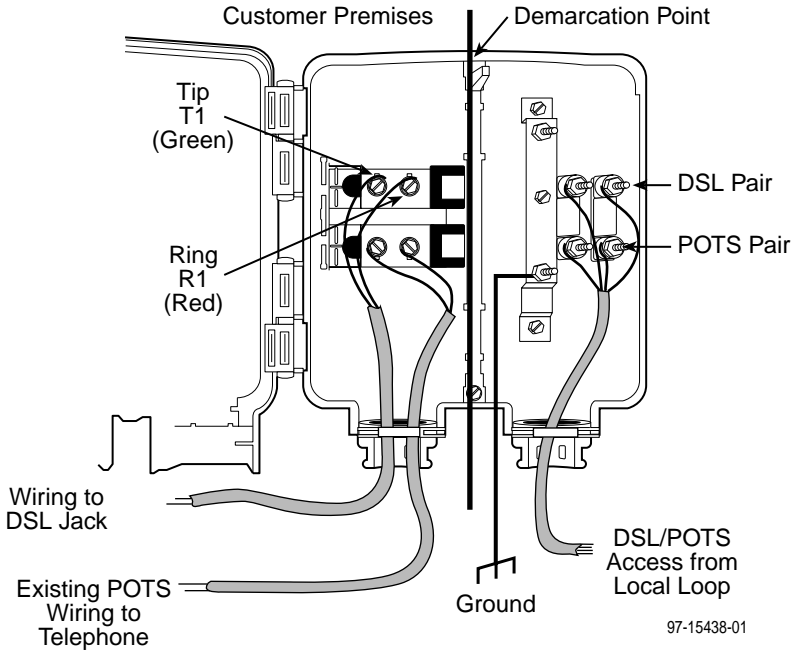 Customer Premises
Demarcation Point
Tip
T1
(Green)
DSL Pair
POTS Pair
Ring
R1
(Red)
Wiring to
DSL Jack
DSL/POTS
Access from
Local Loop
Existing POTS
Wiring to
Telephone
Ground
97-15438-01